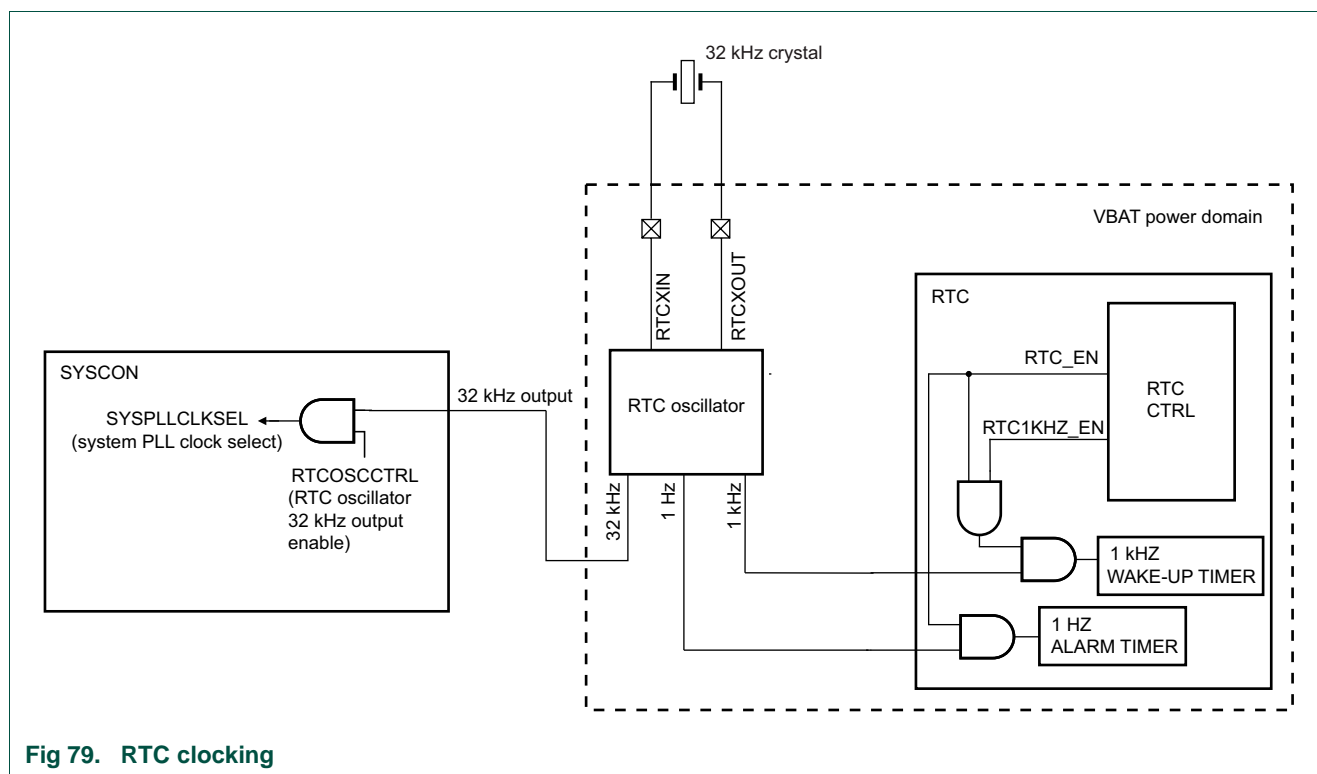 32 kHz crystal
VBAT power domain
RTCXIN
RTCXOUT
RTC
RTC_EN
RTC
CTRL
RTC1KHZ_EN
SYSCON
32 kHz output
SYSPLLCLKSEL
(system PLL clock select)
RTCOSCCTRL
(RTC oscillator
32 kHz output
enable)
RTC oscillator
32 kHz
1 Hz
1 kHz
1 kHZ
WAKE-UP TIMER
1 HZ
ALARM TIMER
Fig 79. RTC clocking